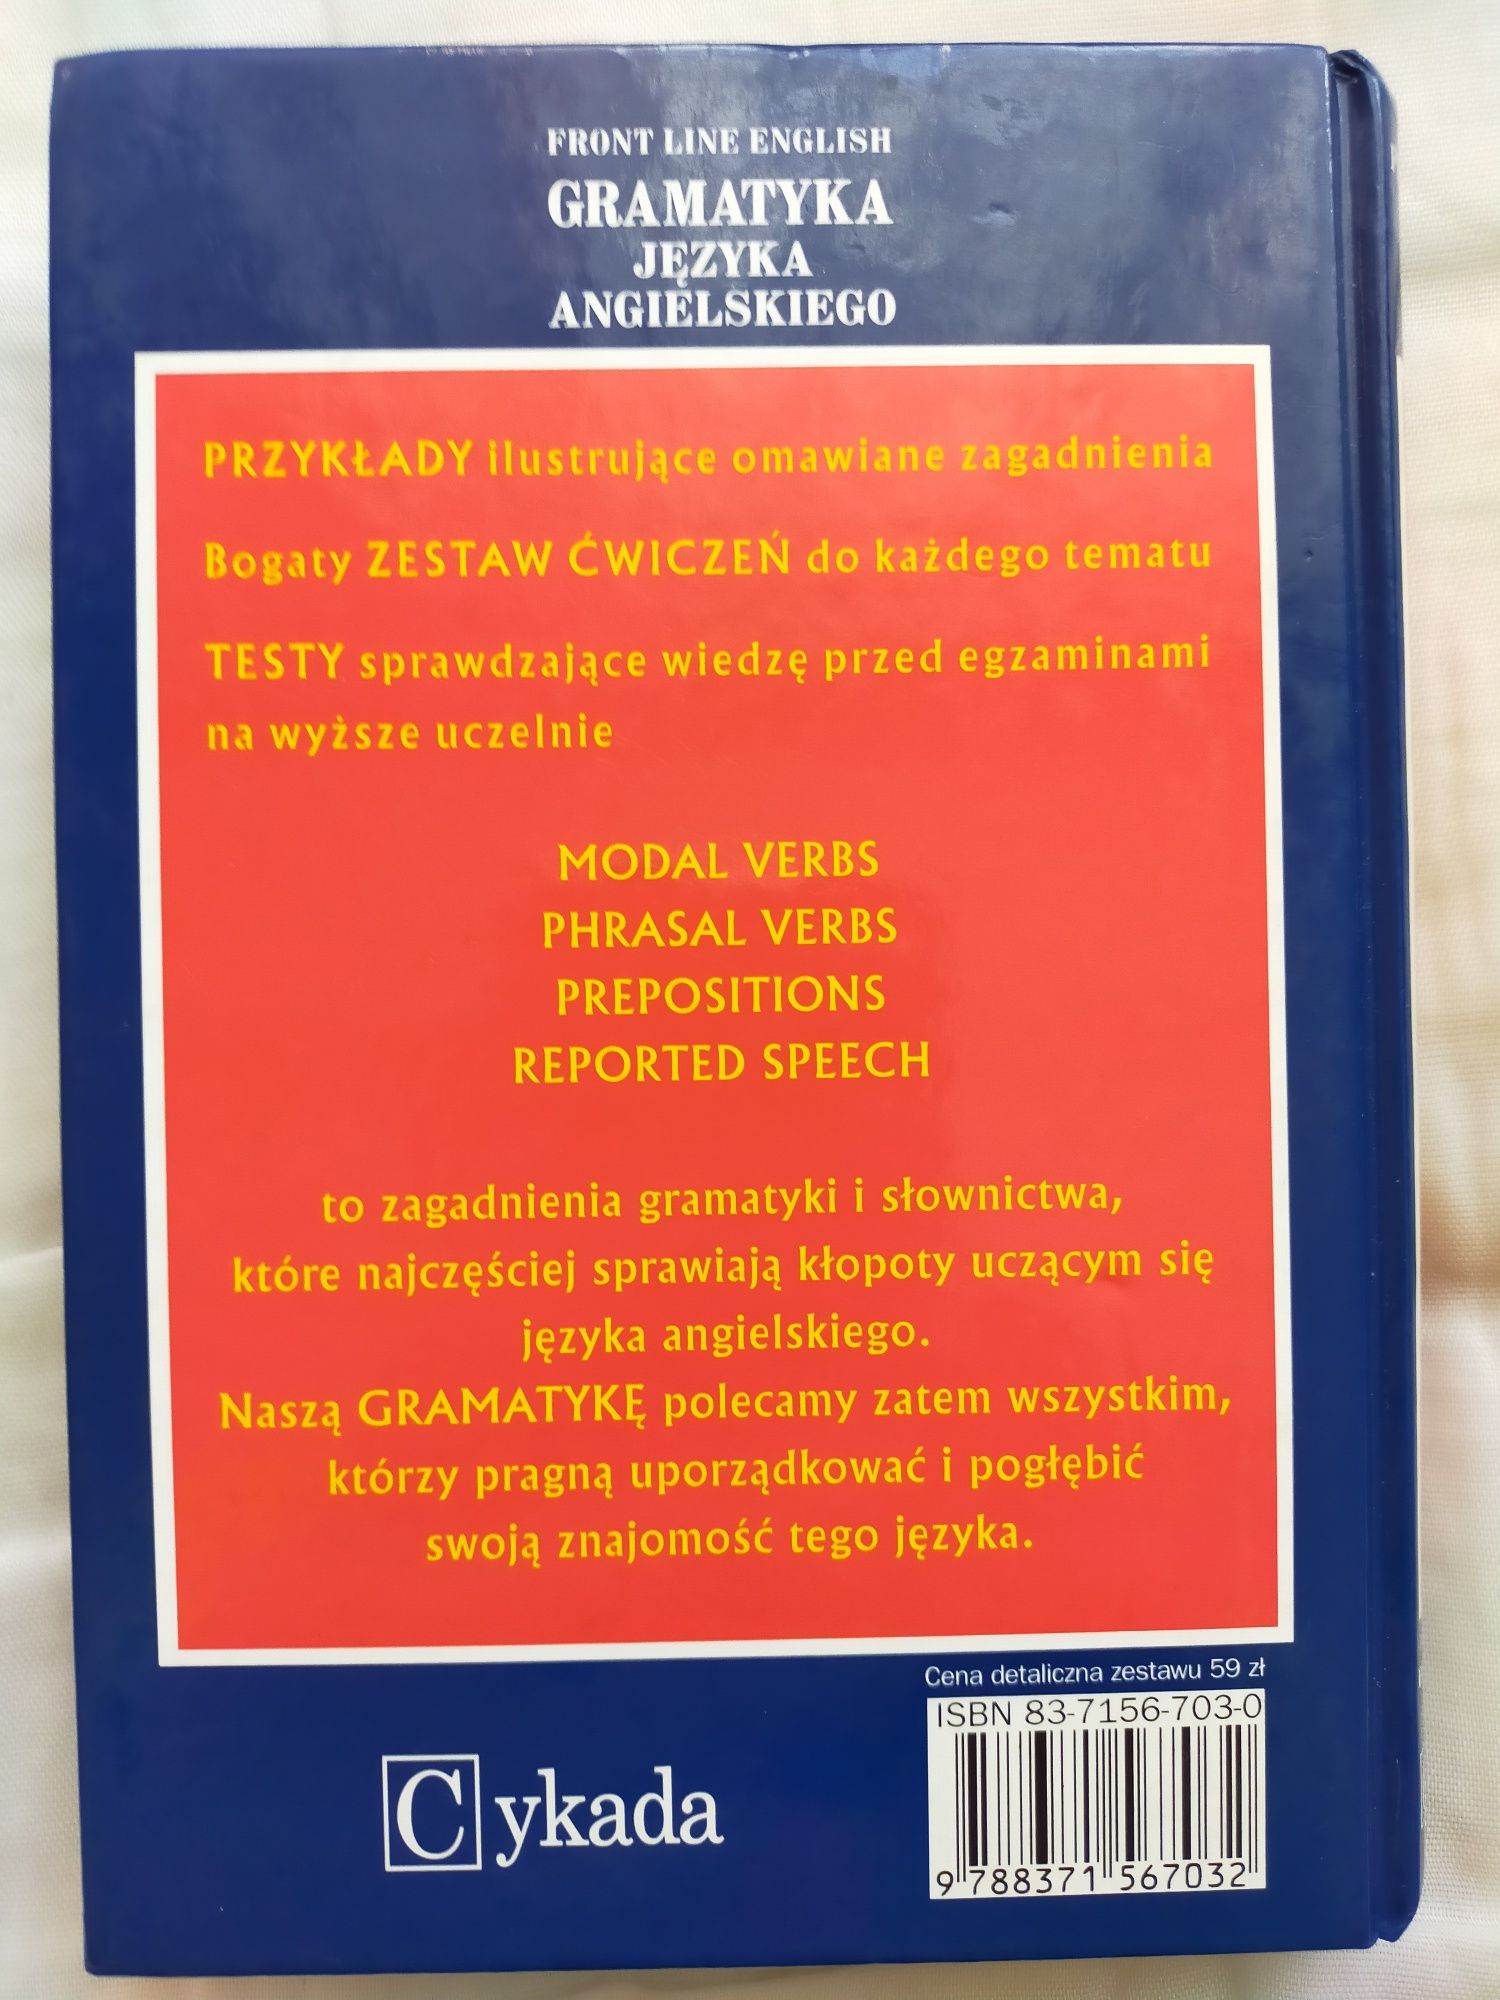 FRONT LINE ENGLISH
GRAMATYKA
JĘZYKA
ANGIELSKIEGO
PRZYKŁADY ilustrujące omawiane zagadnienia
Bogaty ZESTAW ĆWICZEŃ do każdego tematu
TESTY sprawdzające wiedzę przed egzaminami
na wyższe uczelnie
MODAL VERBS
PHRASAL VERBS
PREPOSITIONS
REPORTED SPEECH
to zagadnienia gramatyki i słownictwa,
które najczęściej sprawiają kłopoty uczącym się
języka angielskiego.
Naszą GRAMATYKĘ polecamy zatem wszystkim,
którzy pragną uporządkować i pogłębić
swoją znajomość tego języka.
Cena detaliczna zestawu 59 zł
ISBN 83-7156-703-0
Cykada
9 788371 567032